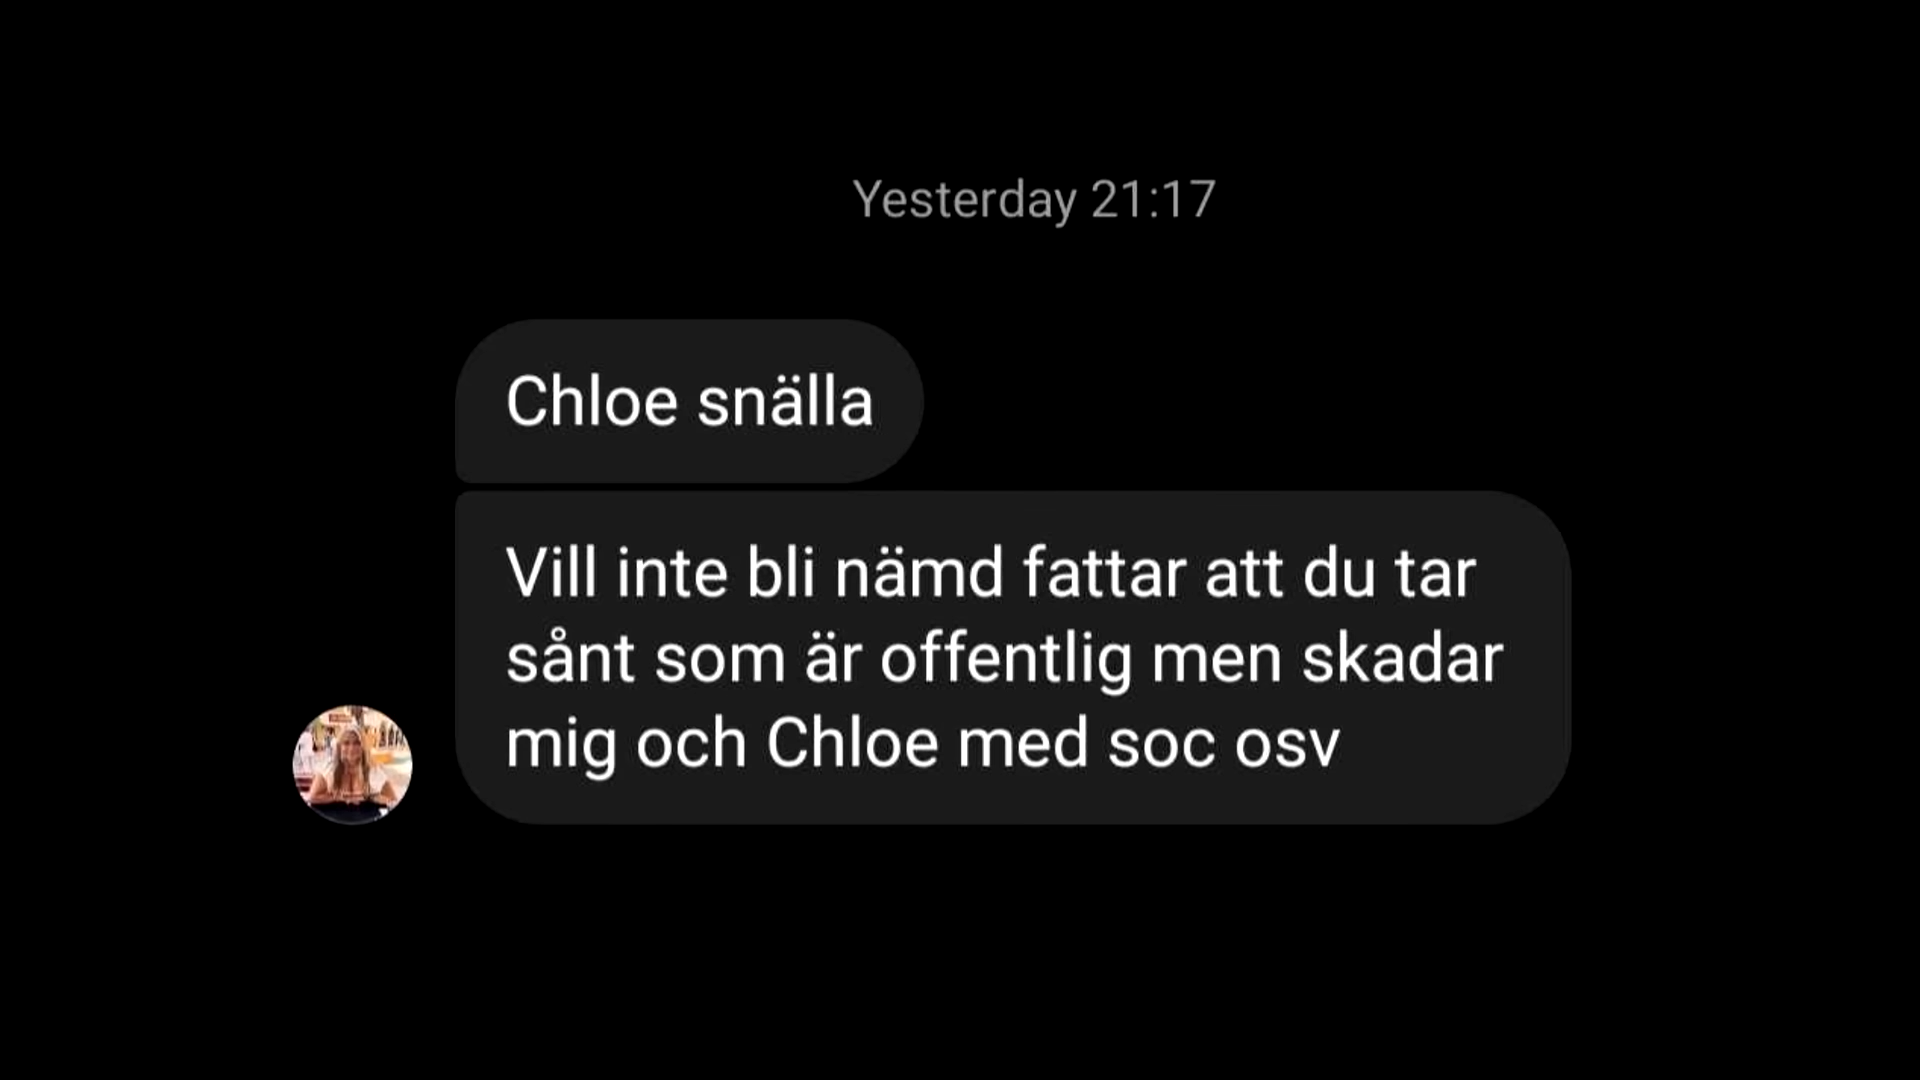 Yesterday 21:17
Chloe snälla
Vill inte bli nämd fattar att du tar
sånt som är offentlig men skadar
mig och Chloe med soc osv